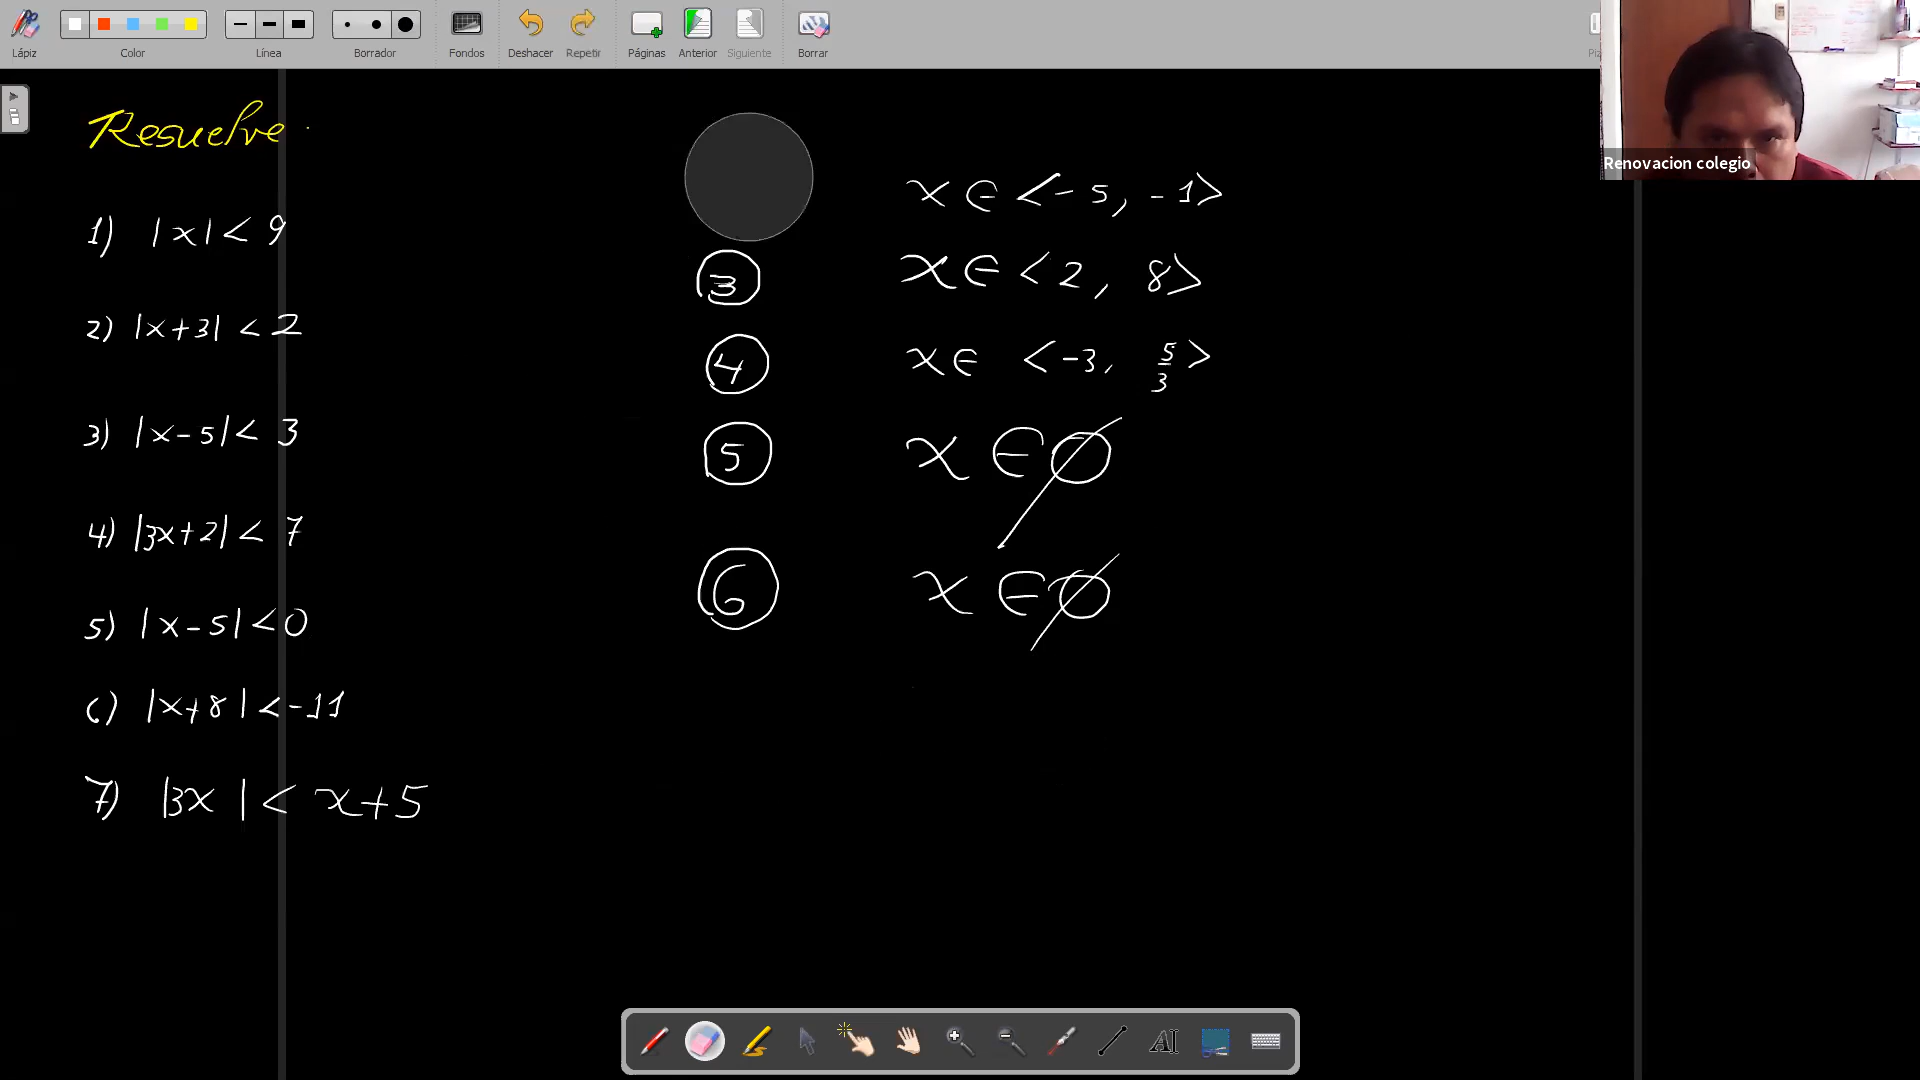 Lápiz Color Línea Borrador Fondos Deshacer Repetir Páginas Anterior Siguiente Borrar
Renovacion colegio
Resuelve
1) |x| < 9
2) |x+3| < 2
3) |x-5| < 3
4) |3x+2| < 7
5) |x-5| < 0
6) |x+8| < -11
7) |3x| < x+5
x ∈ <-5, -1>
3 x ∈ <2, 8>
4 x ∈ <-3, 5/3>
5 x ∈ ∅
6 x ∈ ∅
AI